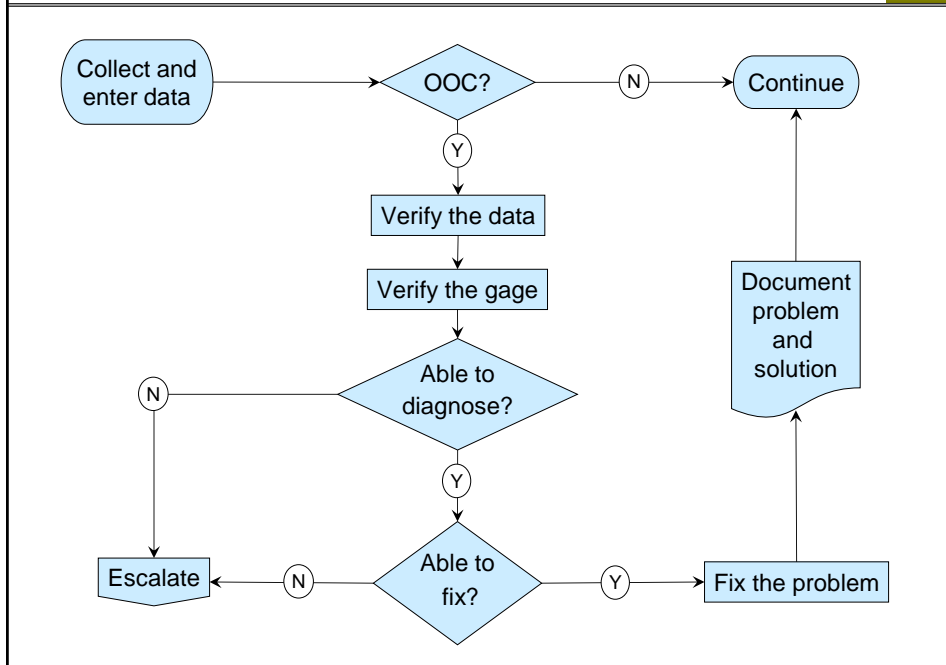 Collect and
enter data
OOC?
N
Continue
Y
Verify the data
Verify the gage
Document
problem
and
solution
Able to
diagnose?
N
Y
Able to
fix?
Escalate
N
Y
Fix the problem